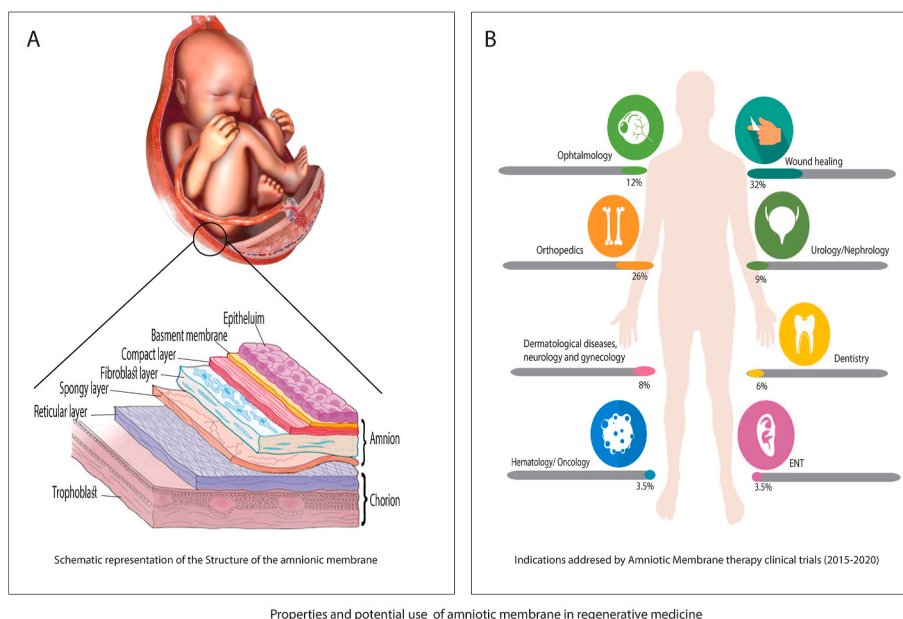 A
Epitheluim
Basment membrane
Compact layer
Fibroblast layer
Spongy layer
Reticular layer
Amnion
Trophoblast
Chorion
Schematic representation of the Structure of the amnionic membrane
B
Ophtalmology
12%
Wound healing
32%
Orthopedics
26%
Urology/Nephrology
9%
Dermatological diseases,
neurology and gynecology
8%
Dentistry
6%
Hematology/ Oncology
3.5%
ENT
3.5%
Indications addresed by Amniotic Membrane therapy clinical trials (2015-2020)
Properties and potential use of amniotic membrane in regenerative medicine